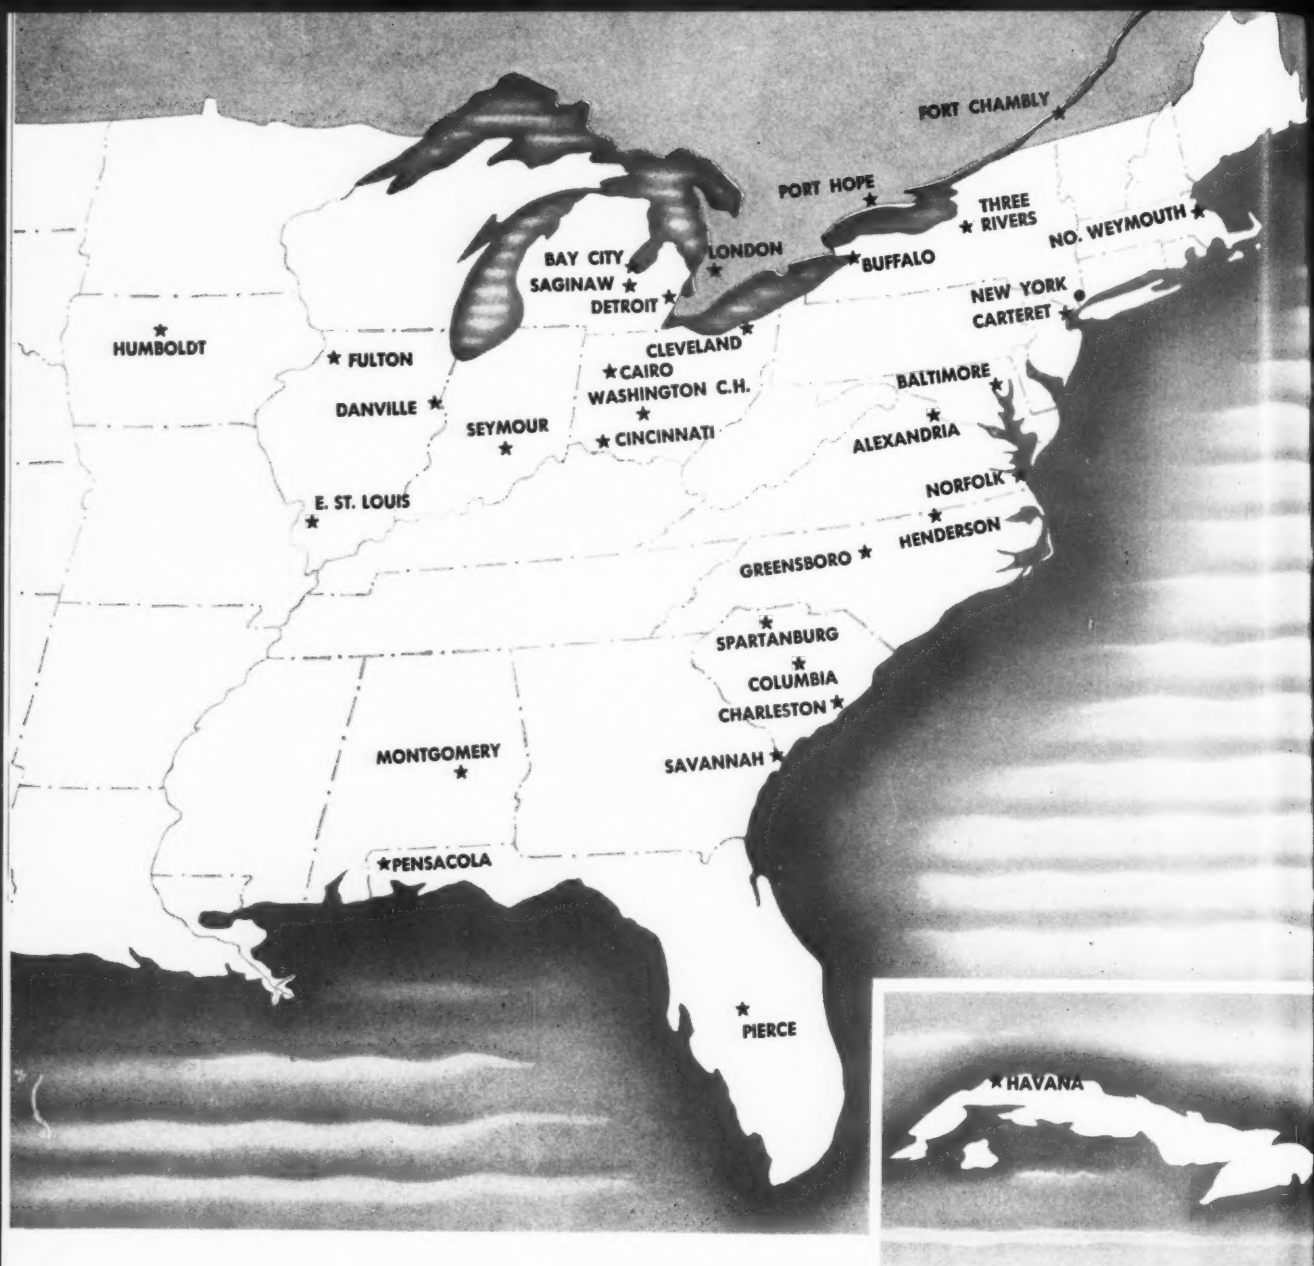 FORT CHAMBLY
PORT HOPE
THREE
RIVERS
NO. WEYMOUTH
BAY CITY
LONDON
BUFFALO
SAGINAW
DETROIT
NEW YORK
CARTERET
HUMBOLDT
FULTON
CLEVELAND
CAIRO
WASHINGTON C.H.
BALTIMORE
DANVILLE
SEYMOUR
CINCINNATI
ALEXANDRIA
E. ST. LOUIS
NORFOLK
HENDERSON
GREENSBORO
SPARTANBURG
COLUMBIA
CHARLESTON
MONTGOMERY
SAVANNAH
PENSACOLA
PIERCE
HAVANA